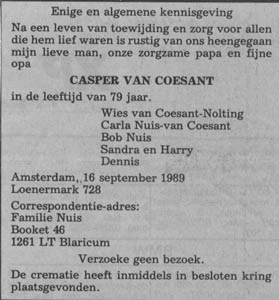 Enige en algemene kennisgeving
Na een leven van toewijding en zorg voor allen
die hem lief waren is rustig van ons heengegaan
mijn lieve man, onze zorgzame papa en fijne
opa
CASPER VAN COESANT
in de leeftijd van 79 jaar.
Wies van Coesant-Nolting
Carla Nuis-van Coesant
Bob Nuis
Sandra en Harry
Dennis
Amsterdam, 16 september 1989
Loenermark 728
Correspondentie-adres:
Familie Nuis
Booket 46
1261 LT Blaricum
Verzoeke geen bezoek.
De crematie heeft inmiddels in besloten kring
plaatsgevonden.